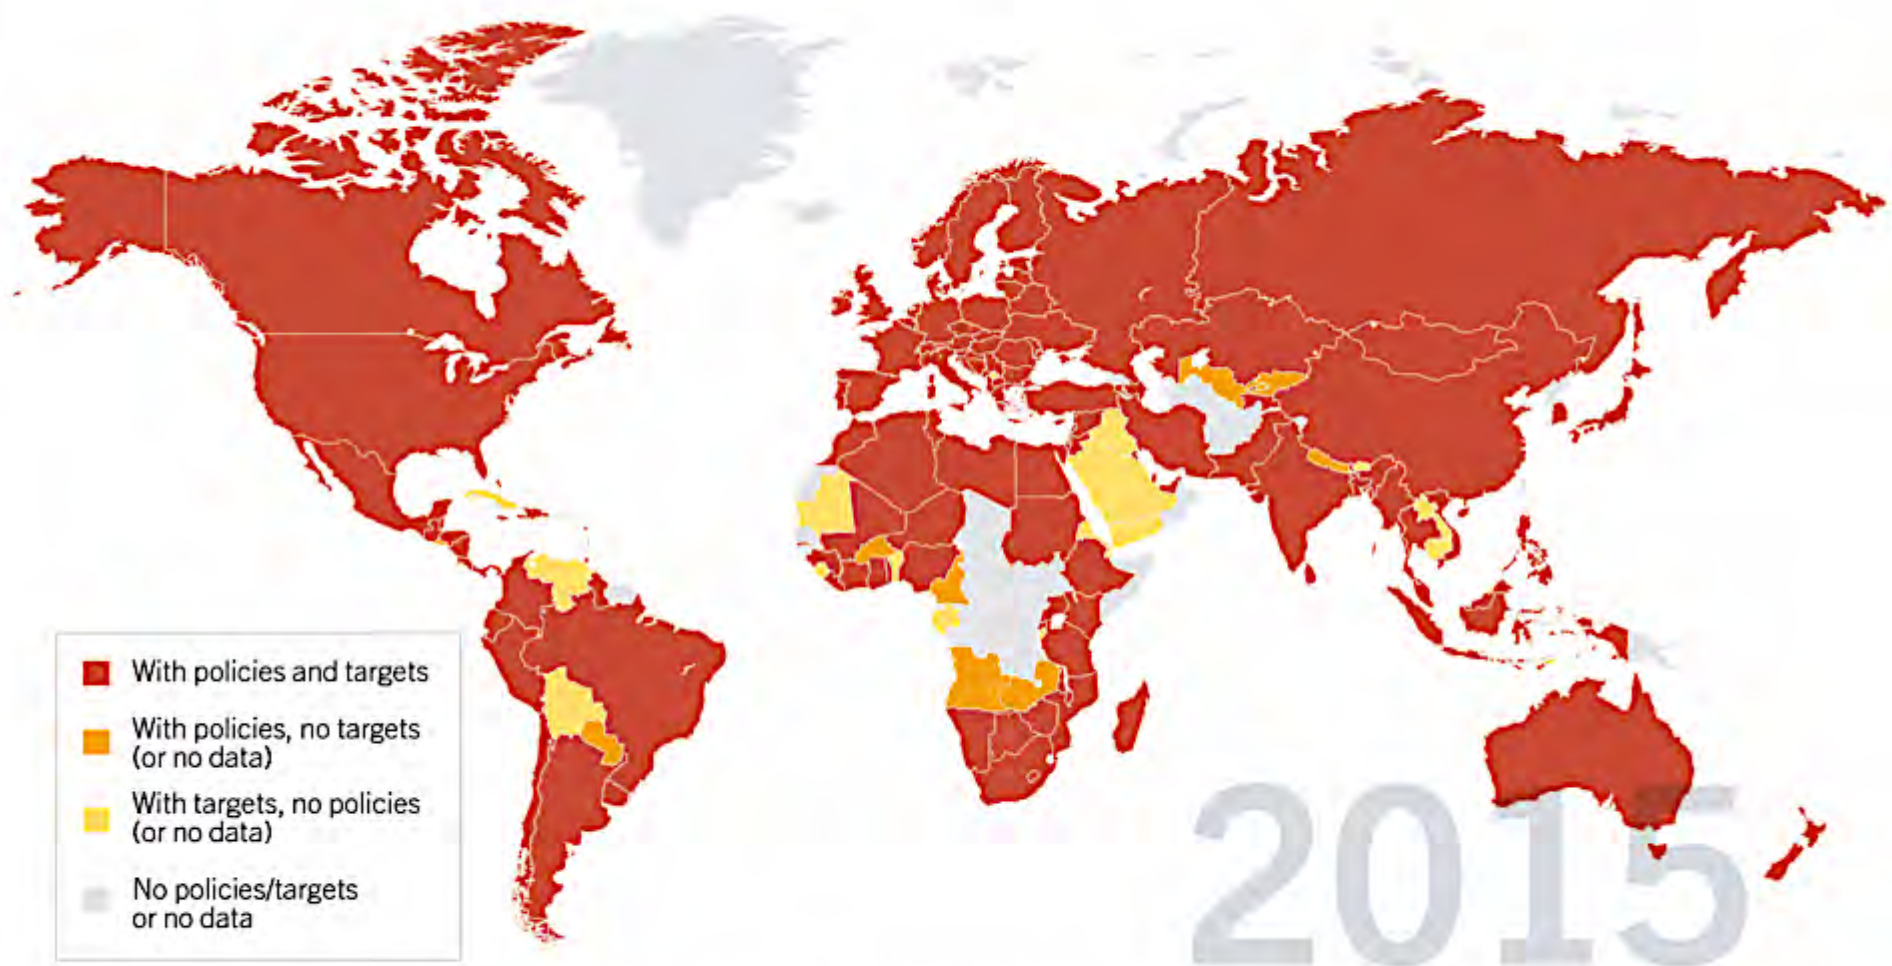 With policies and targets
With policies, no targets
(or no data)
With targets, no policies
(or no data)
No policies/targets
or no data
2015